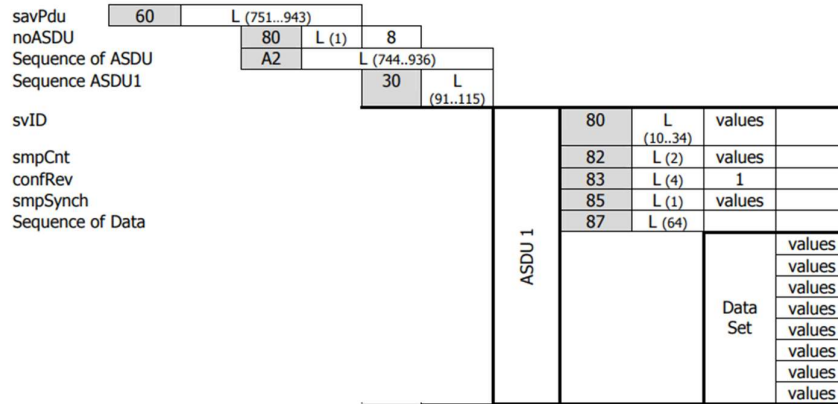 savPdu 60 L (751...943)
noASDU 80 L (1) 8
Sequence of ASDU A2 L (744..936)
Sequence ASDU1 30 L
(91..115)
svID 80 L values
(10..34)
smpCnt 82 L (2) values
confRev 83 L (4) 1
smpSynch 85 L (1) values
Sequence of Data 87 L (64)
ASDU 1
values
values
values
Data values
Set values
values
values
values